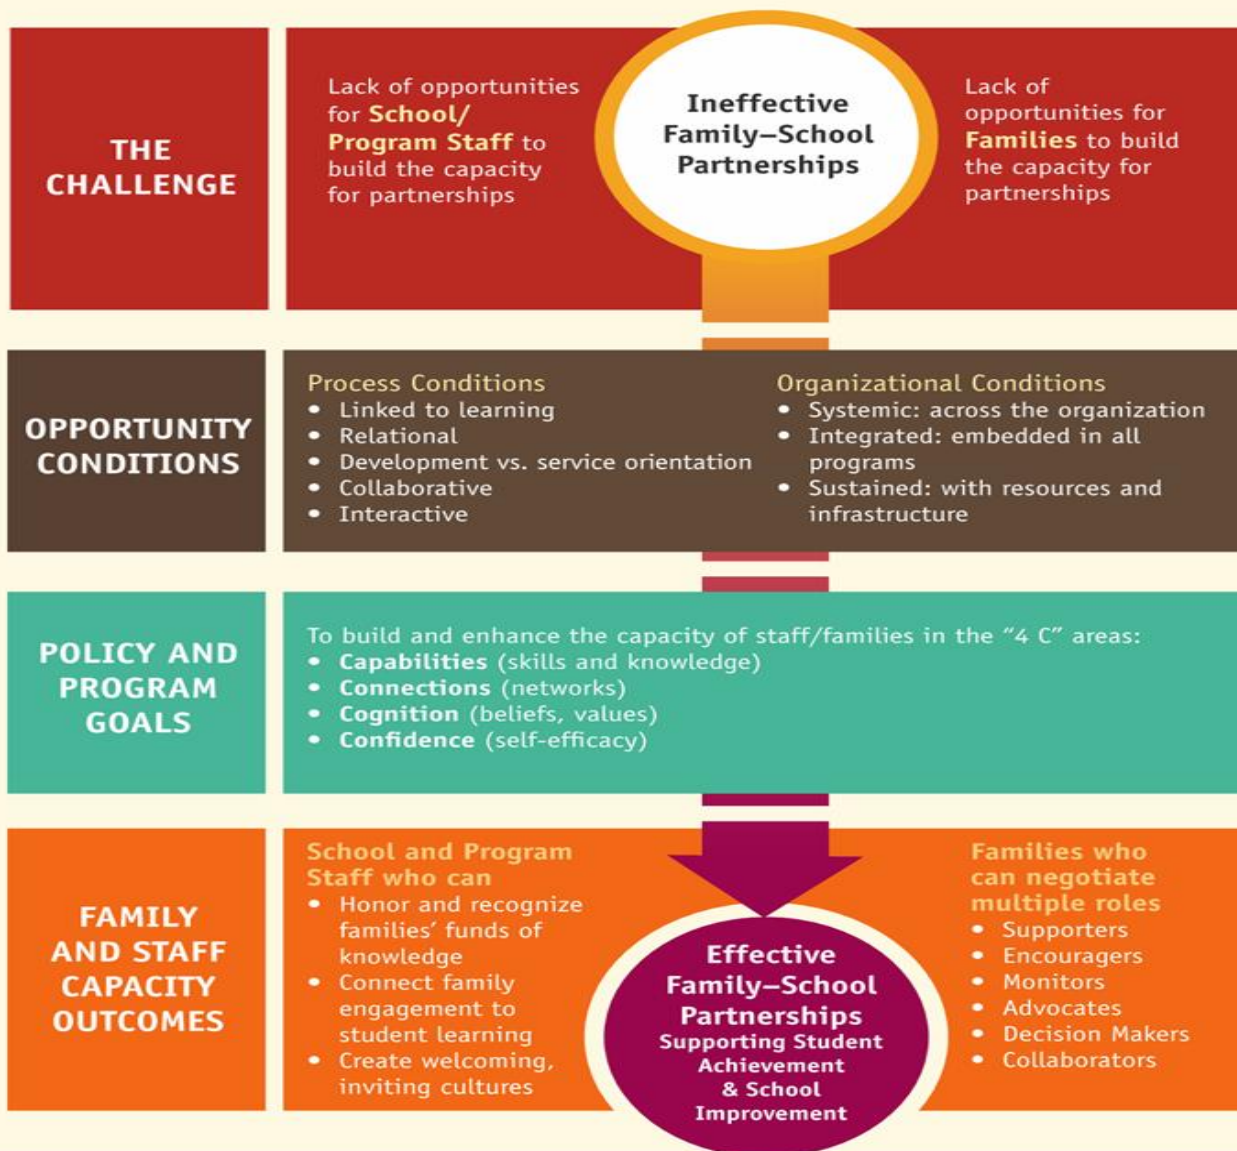 THE
CHALLENGE
Lack of opportunities
for School/
Program Staff to
build the capacity
for partnerships
Ineffective
Family–School
Partnerships
Lack of
opportunities for
Families to build
the capacity for
partnerships
OPPORTUNITY
CONDITIONS
Process Conditions
• Linked to learning
• Relational
• Development vs. service orientation
• Collaborative
• Interactive
Organizational Conditions
• Systemic: across the organization
• Integrated: embedded in all
programs
• Sustained: with resources and
infrastructure
POLICY AND
PROGRAM
GOALS
To build and enhance the capacity of staff/families in the “4 C” areas:
• Capabilities (skills and knowledge)
• Connections (networks)
• Cognition (beliefs, values)
• Confidence (self-efficacy)
FAMILY
AND STAFF
CAPACITY
OUTCOMES
School and Program
Staff who can
• Honor and recognize
families’ funds of
knowledge
• Connect family
engagement to
student learning
• Create welcoming,
inviting cultures
Effective
Family–School
Partnerships
Supporting Student
Achievement
& School
Improvement
Families who
can negotiate
multiple roles
• Supporters
• Encouragers
• Monitors
• Advocates
• Decision Makers
• Collaborators